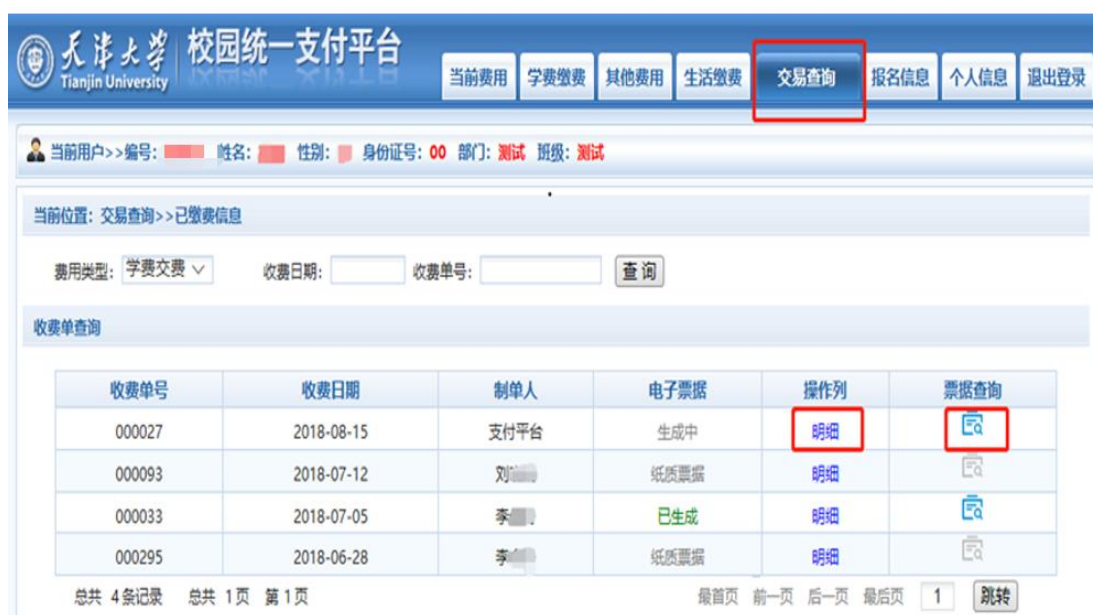 天津大学 校园统一支付平台
Tianjin University
当前费用 学费缴费 其他费用 生活缴费 交易查询 报名信息 个人信息 退出登录
当前用户>>编号: 姓名: 性别: 身份证号: 00 部门: 测试 班级: 测试
当前位置: 交易查询>>已缴费信息
费用类型: 学费交费 收费日期: 收费单号: 查询
收费单查询
收费单号 收费日期 制单人 电子票据 操作列 票据查询
000027 2018-08-15 支付平台 生成中 明细
000093 2018-07-12 刘 纸质票据 明细
000033 2018-07-05 李 已生成 明细
000295 2018-06-28 李 纸质票据 明细
总共 4条记录 总共 1页 第1页 最首页 前一页 后一页 最后页 1 跳转